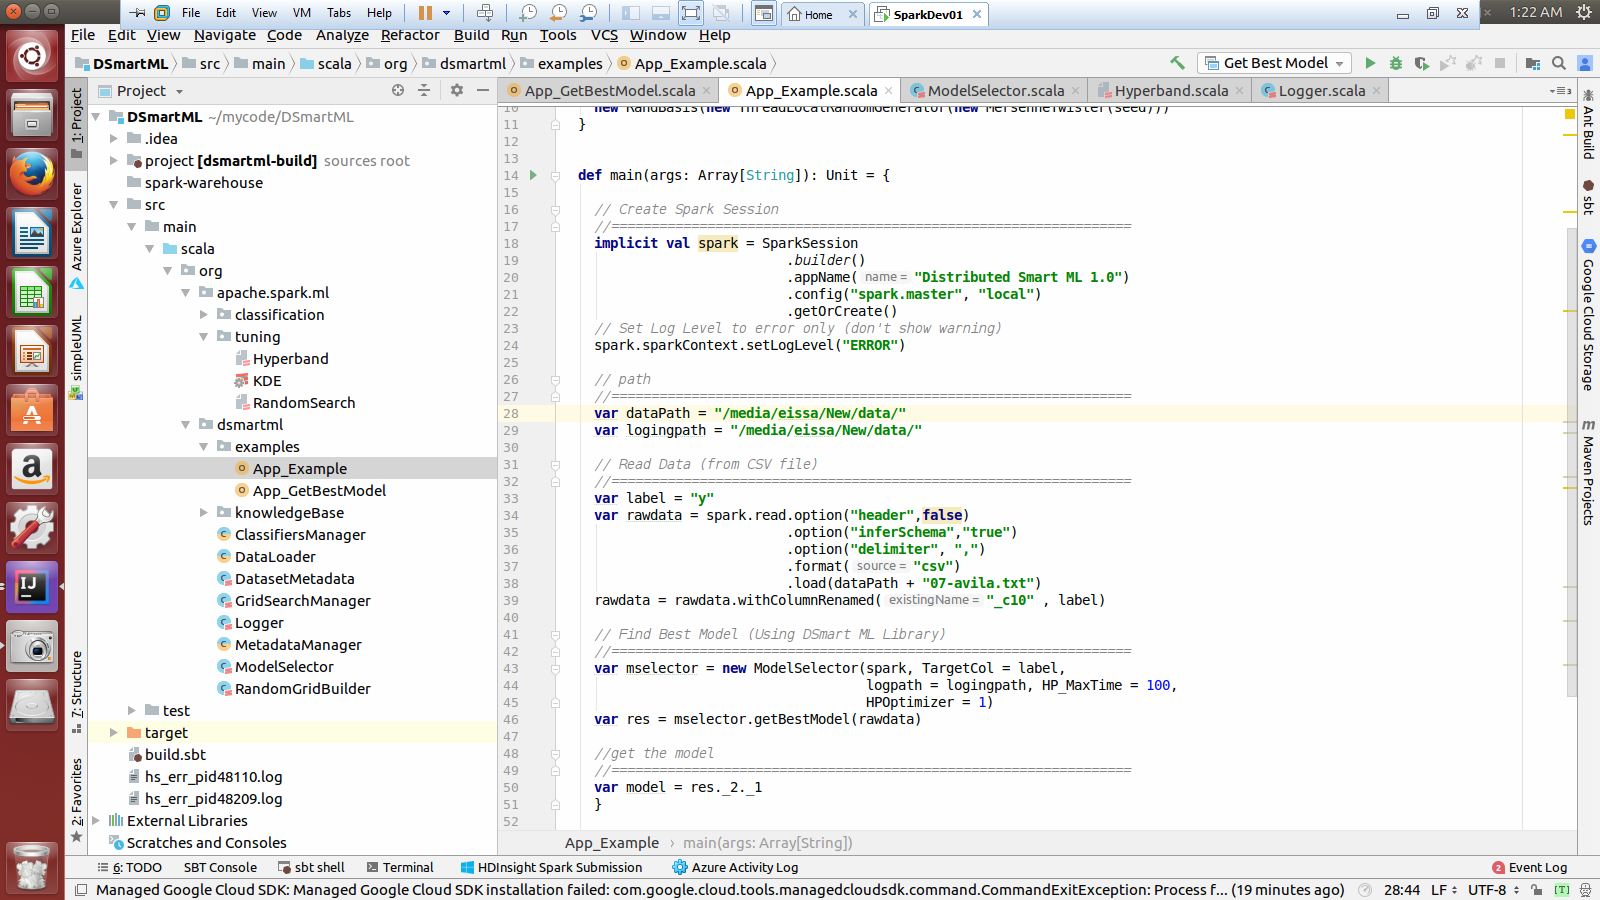 File Edit View VM Tabs Help Home SparkDev01 1:22 AM
File Edit View Navigate Code Analyze Refactor Build Run Tools VCS Window Help
DSmartML src main scala org dsmartml examples App_Example.scala Get Best Model
Project App_GetBestModel.scala App_Example.scala ModelSelector.scala Hyperband.scala Logger.scala 3
1: Project
Azure Explorer
simpleUML
7: Structure
2: Favorites
DSmartML ~/mycode/DSmartML
.idea
project [dsmartml-build] sources root
spark-warehouse
src
main
scala
org
apache.spark.ml
classification
tuning
Hyperband
KDE
RandomSearch
dsmartml
examples
App_Example
App_GetBestModel
knowledgeBase
ClassifiersManager
DataLoader
DatasetMetadata
GridSearchManager
Logger
MetadataManager
ModelSelector
RandomGridBuilder
test
target
build.sbt
hs_err_pid48110.log
hs_err_pid48209.log
External Libraries
Scratches and Consoles
10 new RandBasis(new ThreadLocalRandomGenerator(new MersenneTwister(seed)))
11 }
12
13
14 def main(args: Array[String]): Unit = {
15
16 // Create Spark Session
17 //=================================================================
18 implicit val spark = SparkSession
19 .builder()
20 .appName( name = "Distributed Smart ML 1.0")
21 .config("spark.master", "local")
22 .getOrCreate()
23 // Set Log Level to error only (don't show warning)
24 spark.sparkContext.setLogLevel("ERROR")
25
26 // path
27 //=================================================================
28 var dataPath = "/media/eissa/New/data/"
29 var logingpath = "/media/eissa/New/data/"
30
31 // Read Data (from CSV file)
32 //=================================================================
33 var label = "y"
34 var rawdata = spark.read.option("header",false)
35 .option("inferSchema","true")
36 .option("delimiter", ",")
37 .format( source = "csv")
38 .load(dataPath + "07-avila.txt")
39 rawdata = rawdata.withColumnRenamed( existingName = "_c10" , label)
40
41 // Find Best Model (Using DSmart ML Library)
42 //=================================================================
43 var mselector = new ModelSelector(spark, TargetCol = label,
44 logpath = logingpath, HP_MaxTime = 100,
45 HPOptimizer = 1)
46 var res = mselector.getBestModel(rawdata)
47
48 //get the model
49 //=================================================================
50 var model = res._2._1
51 }
52
App_Example main(args: Array[String])
Ant Build
sbt
Google Cloud Storage
m Maven Projects
6: TODO SBT Console sbt shell Terminal HDInsight Spark Submission Azure Activity Log 2 Event Log
Managed Google Cloud SDK: Managed Google Cloud SDK installation failed: com.google.cloud.tools.managedcloudsdk.command.CommandExitException: Process f... (19 minutes ago) 28:44 LF UTF-8 [T]